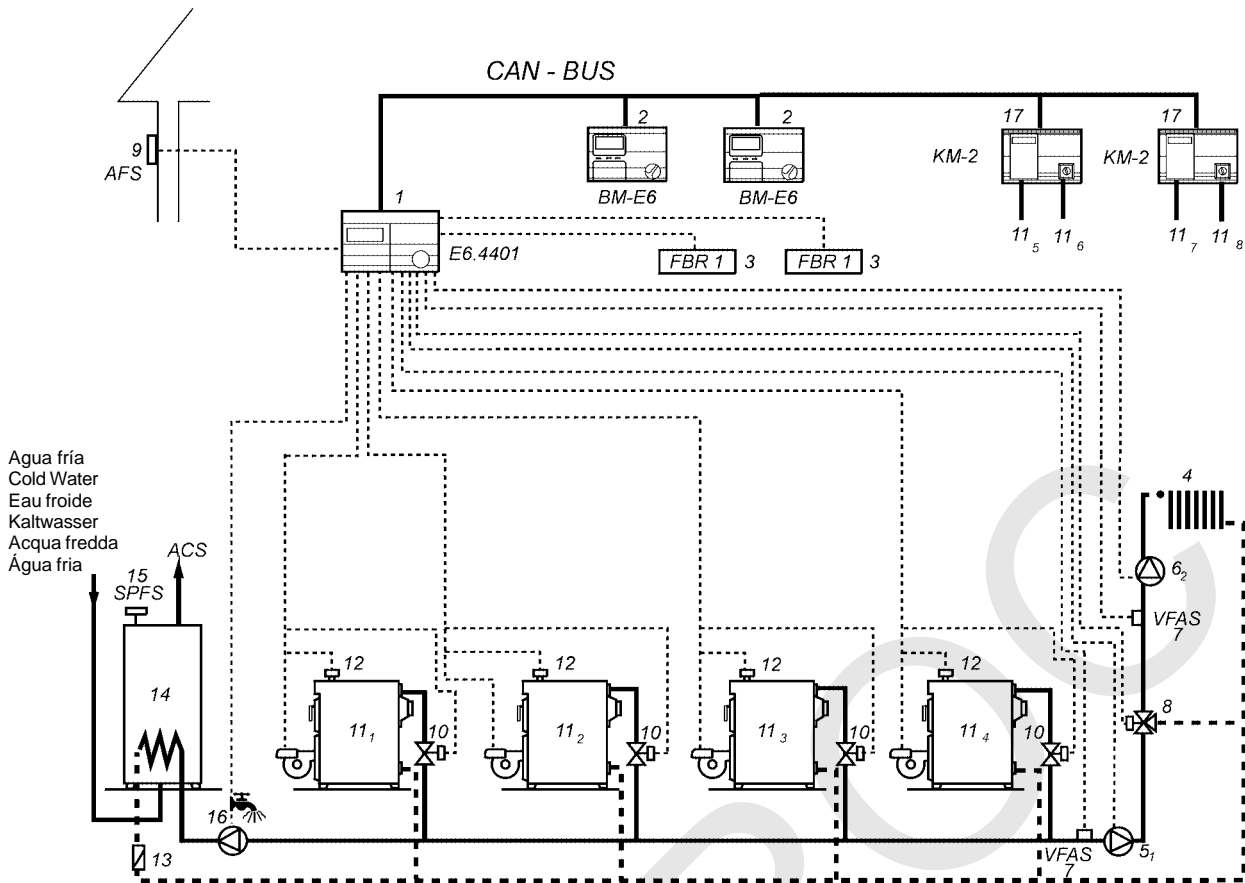 CAN - BUS
2
2
17
17
9
AFS
KM-2
KM-2
BM-E6
BM-E6
1
11 5
11 6
11 7
11 8
E6.4401
FBR 1
3
FBR 1
3
Agua fría
Cold Water
Eau froide
Kaltwasser
Acqua fredda
Água fria
4
ACS
15
SPFS
6 2
VFAS
7
12
12
12
12
14
11 1
10
11 2
10
11 3
10
11 4
10
8
16
13
VFAS
7
5 1
POC